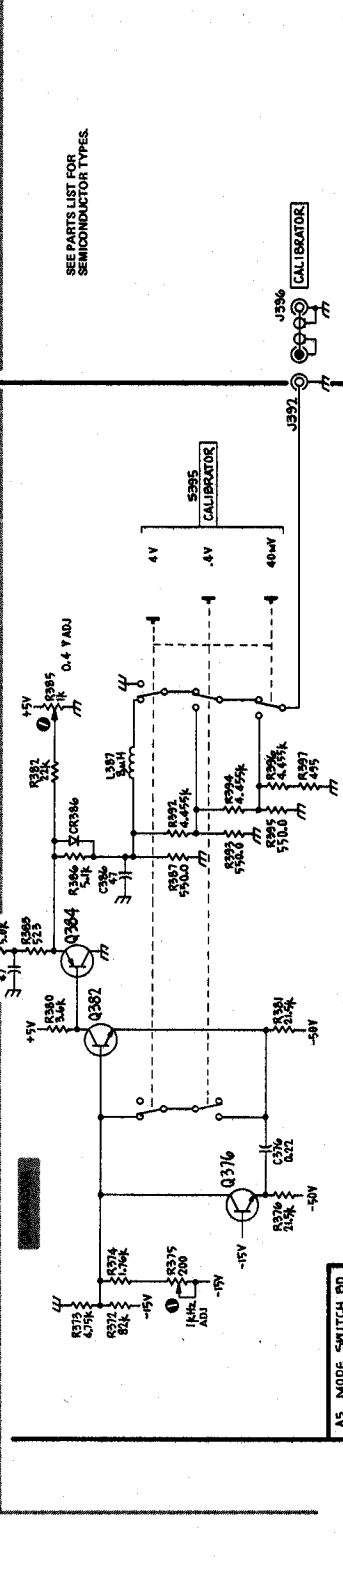 SEE PARTS LIST FOR
SEMICONDUCTOR TYPES.
J396
CALIBRATOR
J392
S395
CALIBRATOR
4V
.4V
40mV
0.4 V ADJ
+5V
R385
1k
R382
CR386
R386
5.1k
C386
47
L387
R387
550.0
R392
4.455k
R393
550.0
R394
4.455k
R395
550.0
R396
4.455k
R397
495
R383
523
Q384
+5V
R380
3.6k
Q382
R381
21.5k
-50V
Q376
-15V
C376
0.22
R376
21.5k
-50V
R374
1.76k
R375
200
-15V
1kHz
ADJ
R373
4.75k
R372
82k
-15V
A5 MODE SWITCH BD